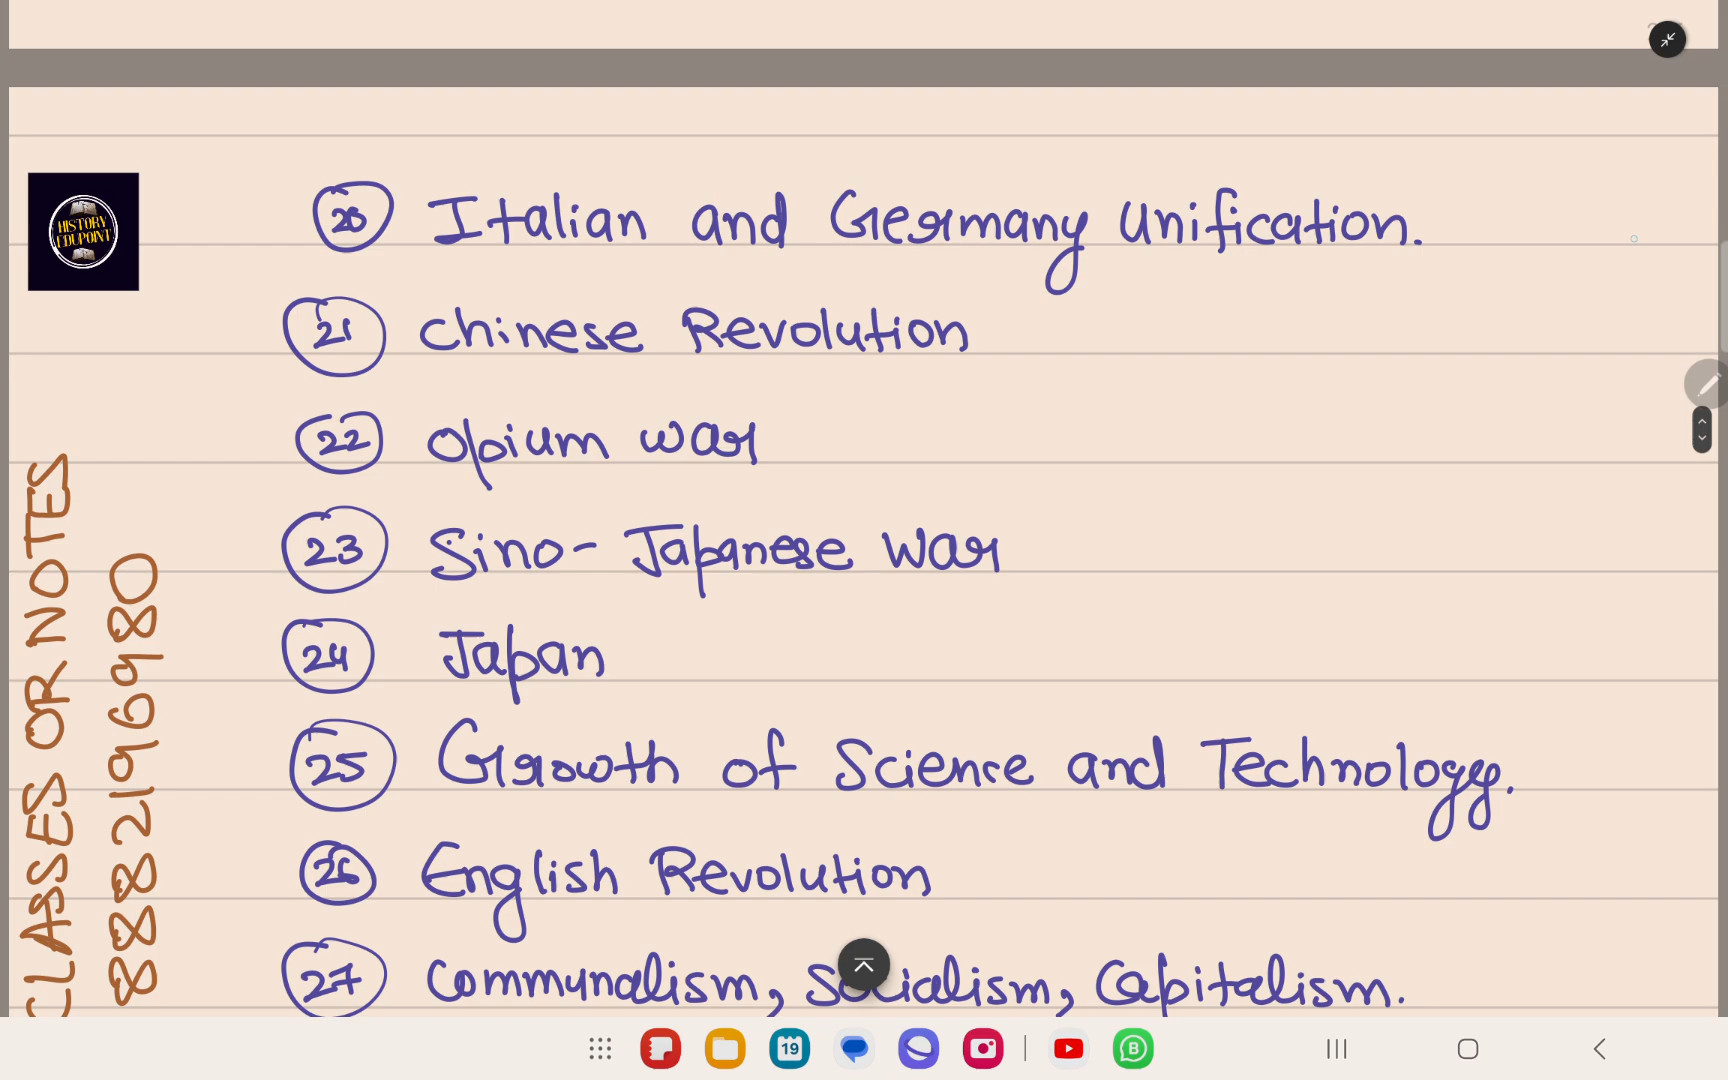 HISTORY
EDUPOINT
20 Italian and Germany Unification.
21 Chinese Revolution
22 Opium war
23 Sino-Japanese War
24 Japan
25 Growth of Science and Technology.
26 English Revolution
27 Communalism, Socialism, Capitalism.
CLASSES OR NOTES
8882196980
19
B